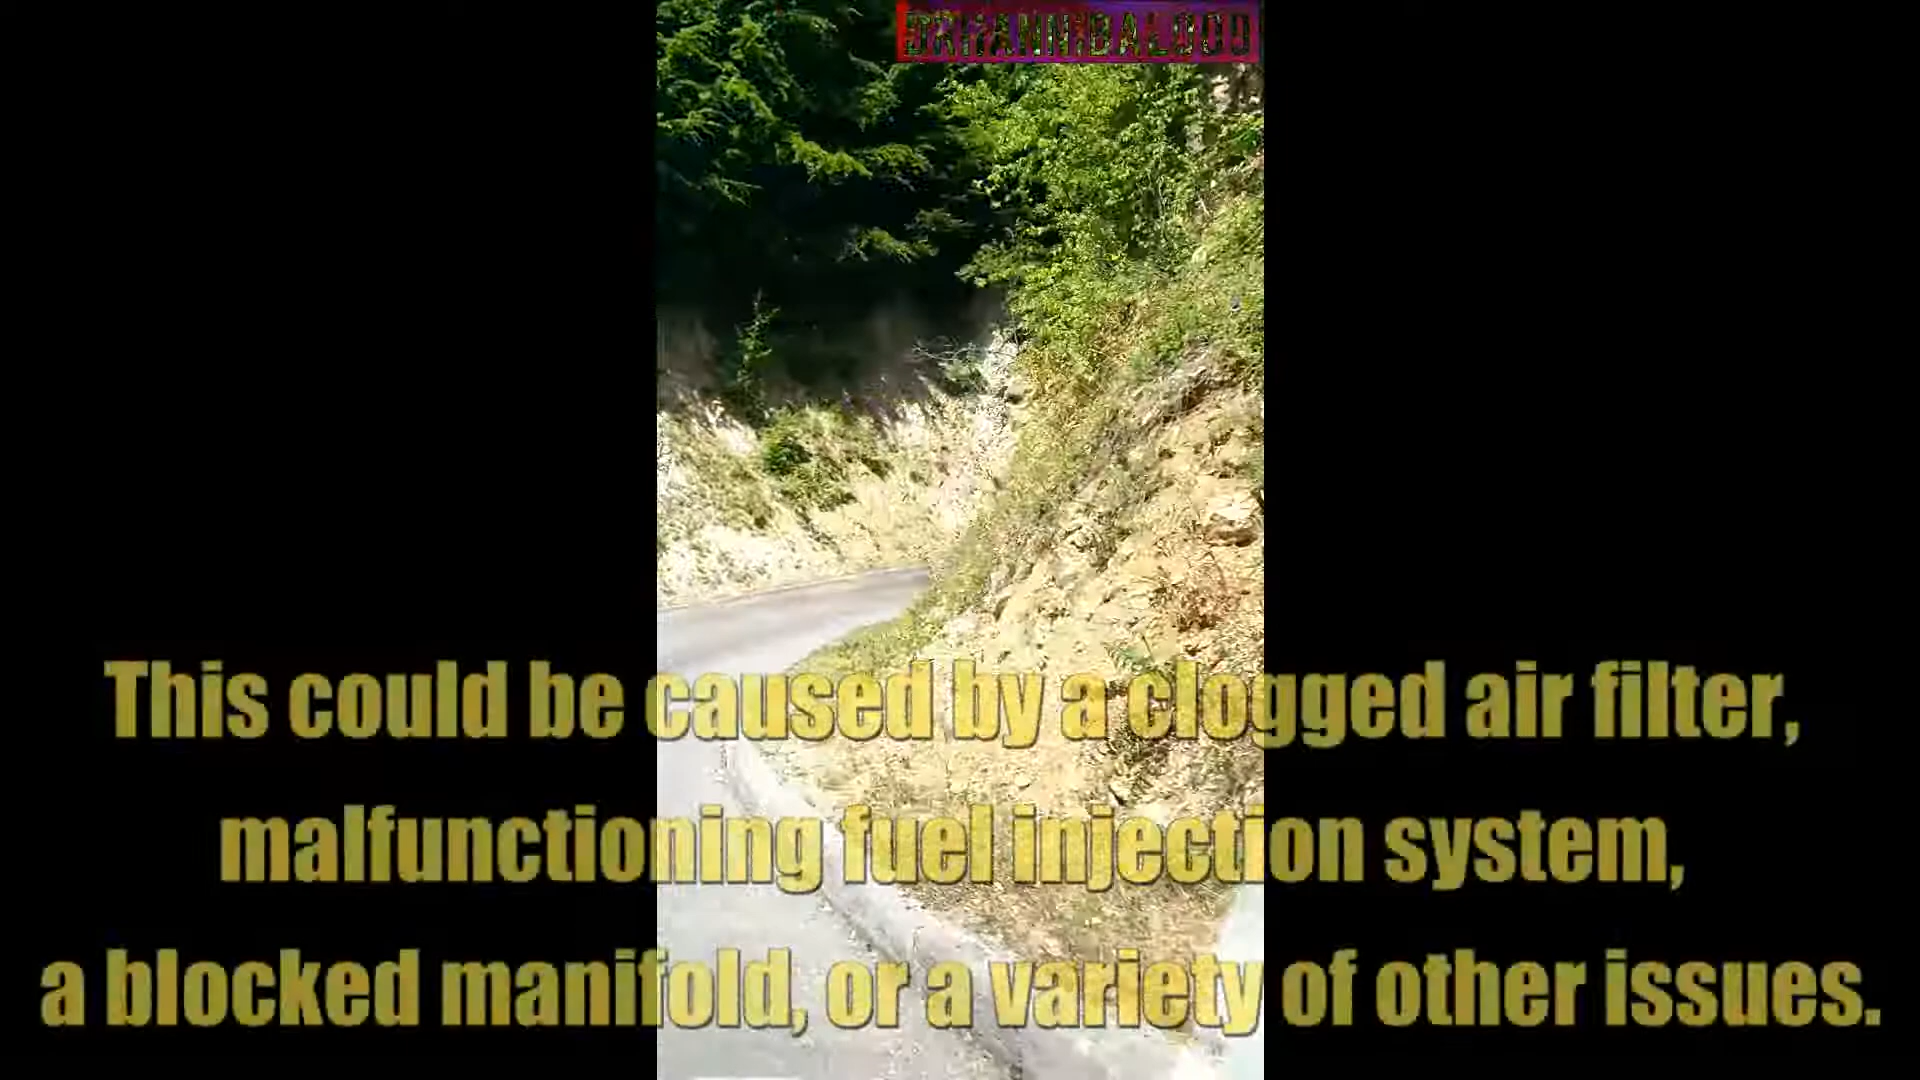 DRHANNIBAL000
This could be caused by a clogged air filter,
malfunctioning fuel injection system,
a blocked manifold, or a variety of other issues.